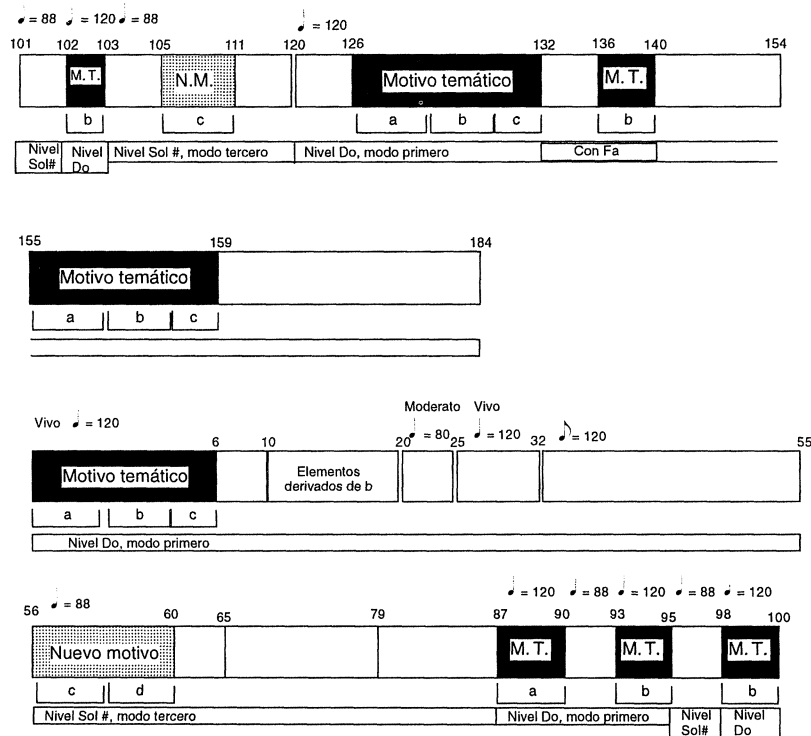 ♩= 88 ♩= 120 ♩= 88 ♩= 120
101 102 103 105 111 120 126 132 136 140 154
M. T. N.M. Motivo temático M. T.
b c a b c b
Nivel Sol# Nivel Do Nivel Sol #, modo tercero Nivel Do, modo primero Con Fa
155 159 184
Motivo temático
a b c
Moderato Vivo
Vivo ♩= 120 ♩= 80 ♩= 120 ♪= 120
6 10 20 25 32 55
Motivo temático Elementos derivados de b
a b c
Nivel Do, modo primero
♩= 88 ♩= 120 ♩= 88 ♩= 120 ♩= 88 ♩= 120
56 60 65 79 87 90 93 95 98 100
Nuevo motivo M. T. M. T. M. T.
c d a b b
Nivel Sol #, modo tercero Nivel Do, modo primero Nivel Sol# Nivel Do